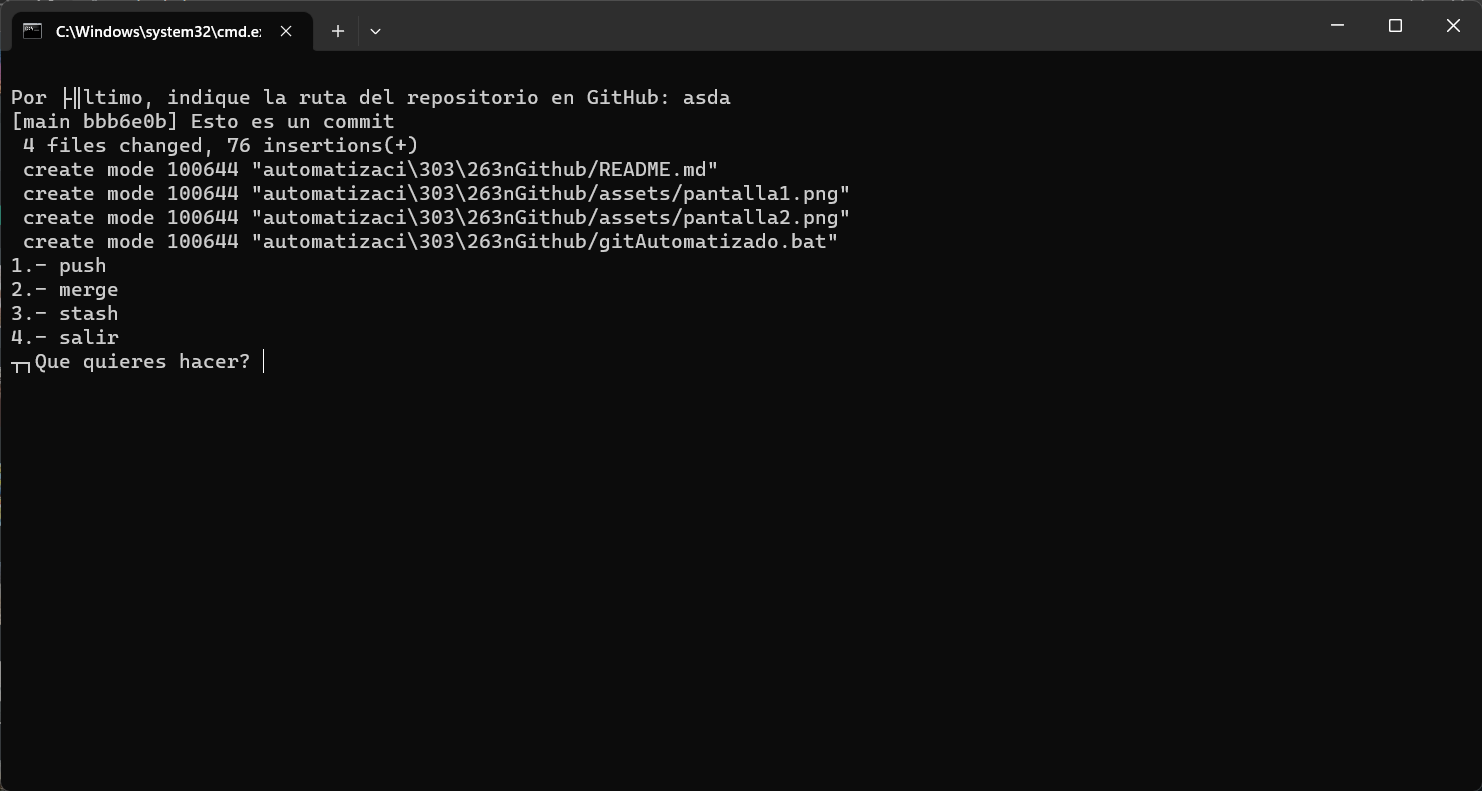 C:\Windows\system32\cmd.e
Por ├║ltimo, indique la ruta del repositorio en GitHub: asda
[main bbb6e0b] Esto es un commit
 4 files changed, 76 insertions(+)
 create mode 100644 "automatizaci\303\263nGithub/README.md"
 create mode 100644 "automatizaci\303\263nGithub/assets/pantalla1.png"
 create mode 100644 "automatizaci\303\263nGithub/assets/pantalla2.png"
 create mode 100644 "automatizaci\303\263nGithub/gitAutomatizado.bat"
1.- push
2.- merge
3.- stash
4.- salir
┬┐Que quieres hacer?